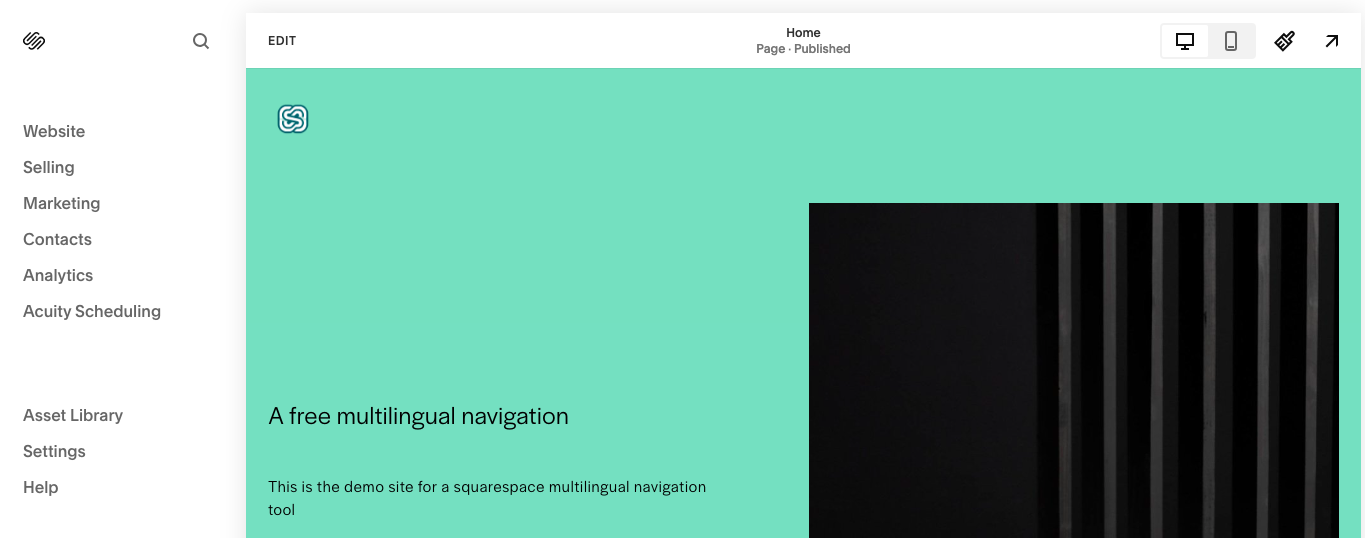 EDIT
Home
Page · Published
Website
Selling
Marketing
Contacts
Analytics
Acuity Scheduling
Asset Library
Settings
Help
A free multilingual navigation
This is the demo site for a squarespace multilingual navigation
tool